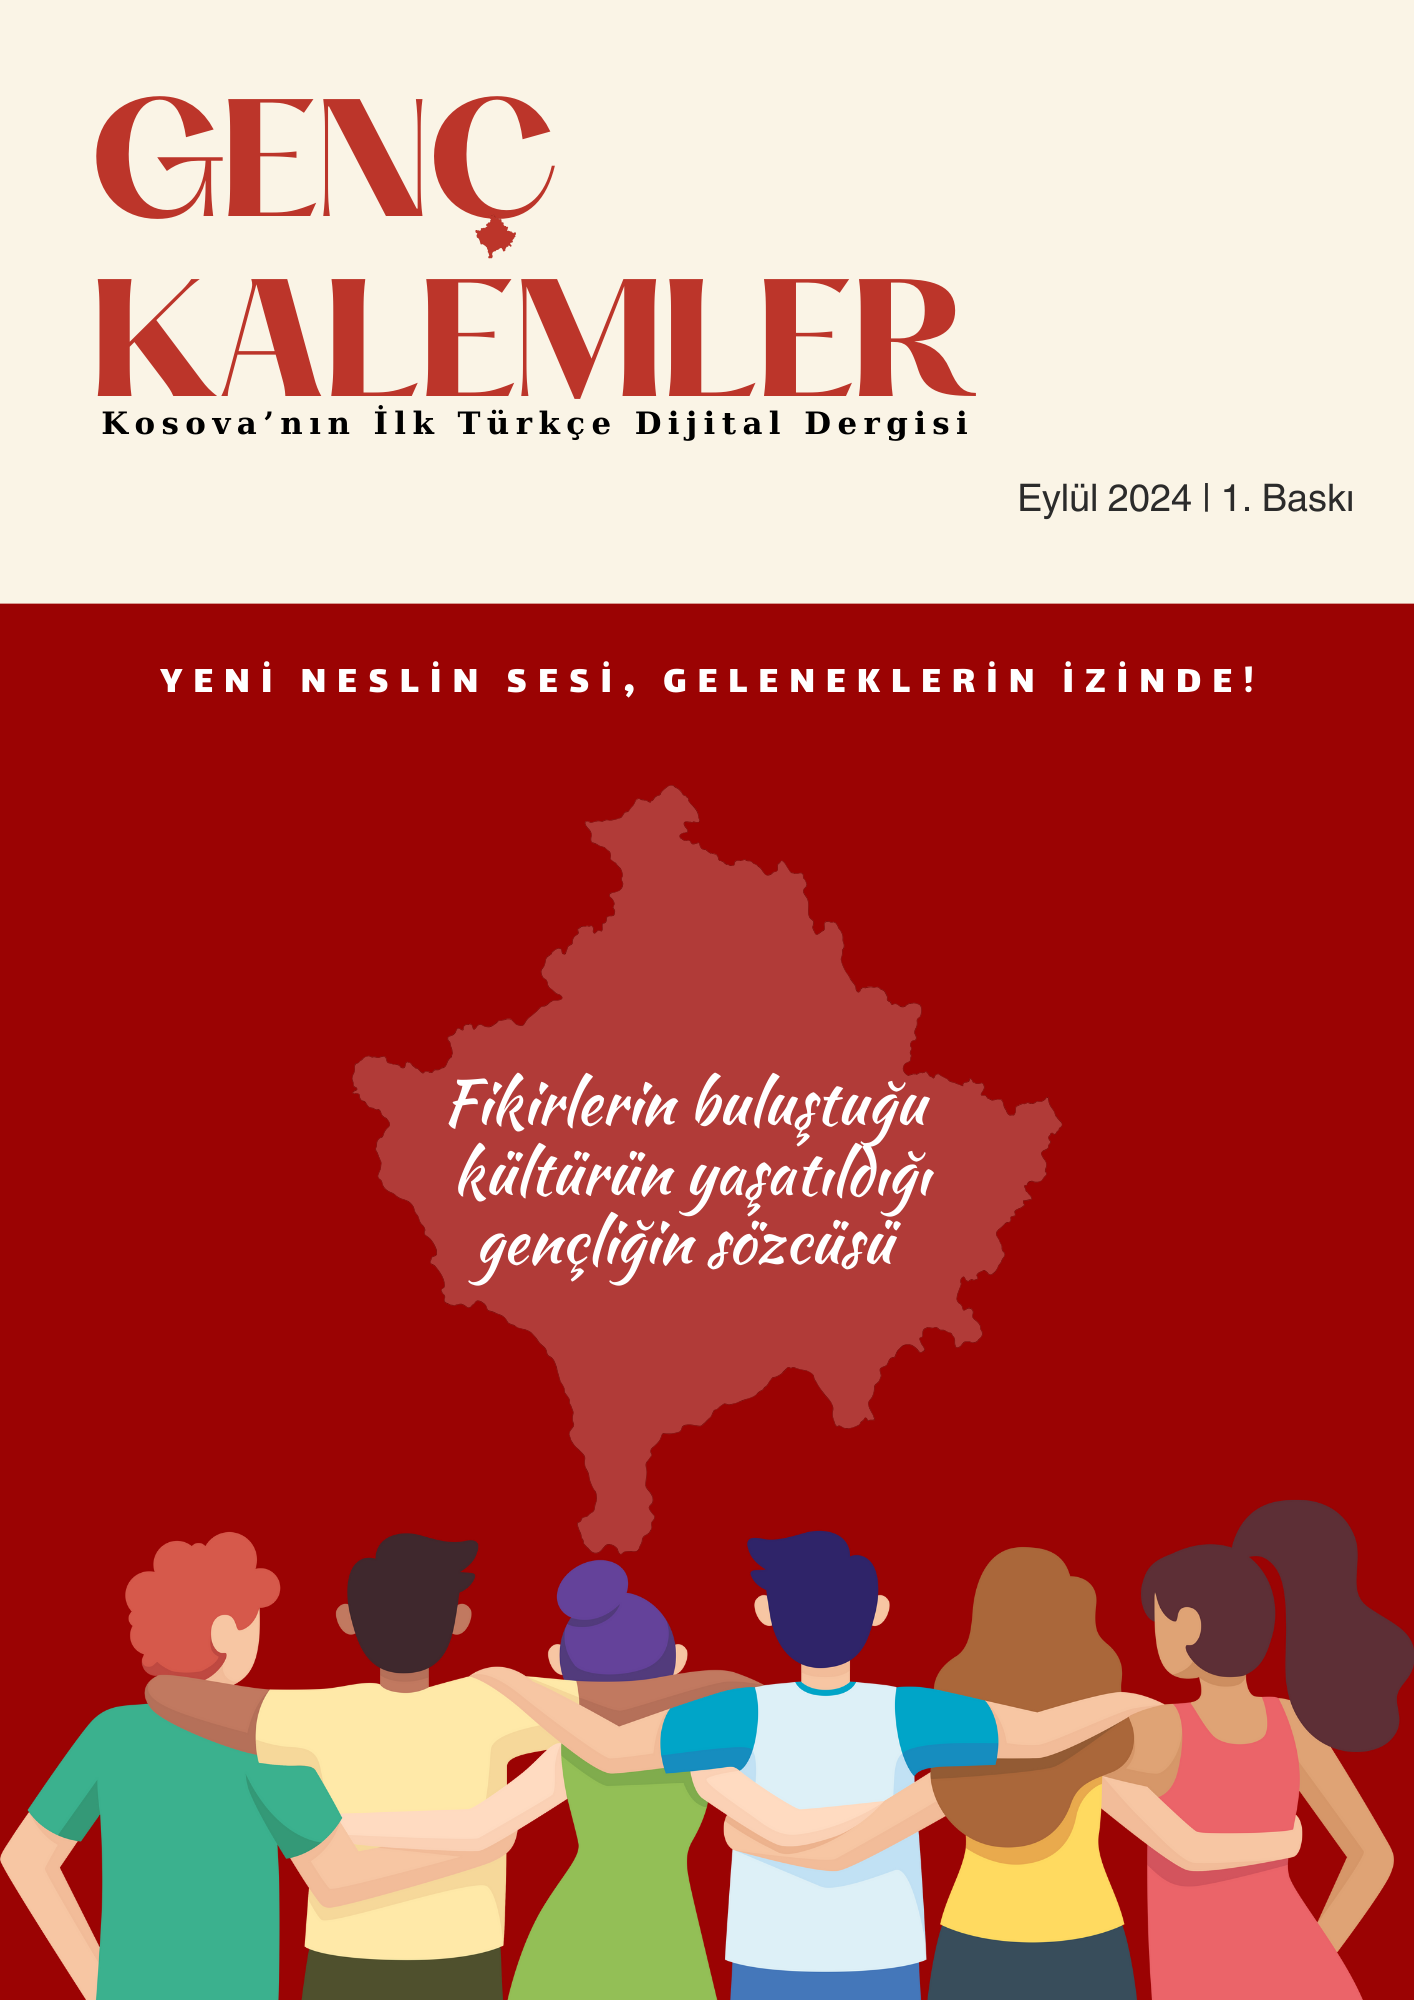 GENÇ
KALEMLER
Kosova’nın İlk Türkçe Dijital Dergisi
Eylül 2024 | 1. Baskı
YENİ NESLİN SESİ, GELENEKLERİN İZİNDE!
Fikirlerin buluştuğu
kültürün yaşatıldığı
gençliğin sözcüsü